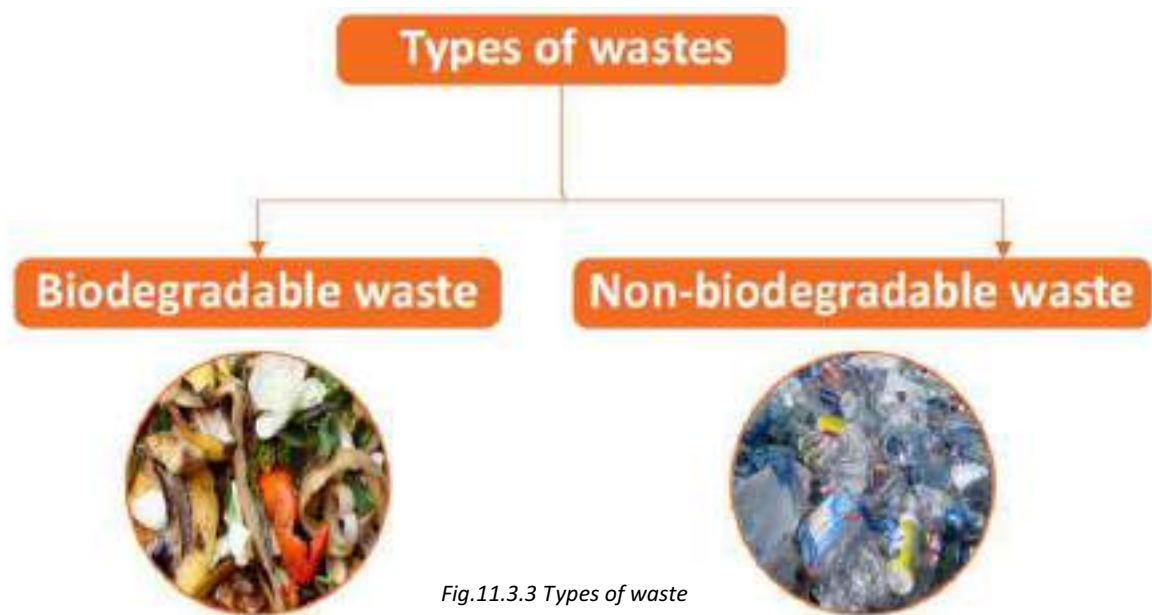 Types of wastes
Biodegradable waste
Non-biodegradable waste
Fig.11.3.3 Types of waste